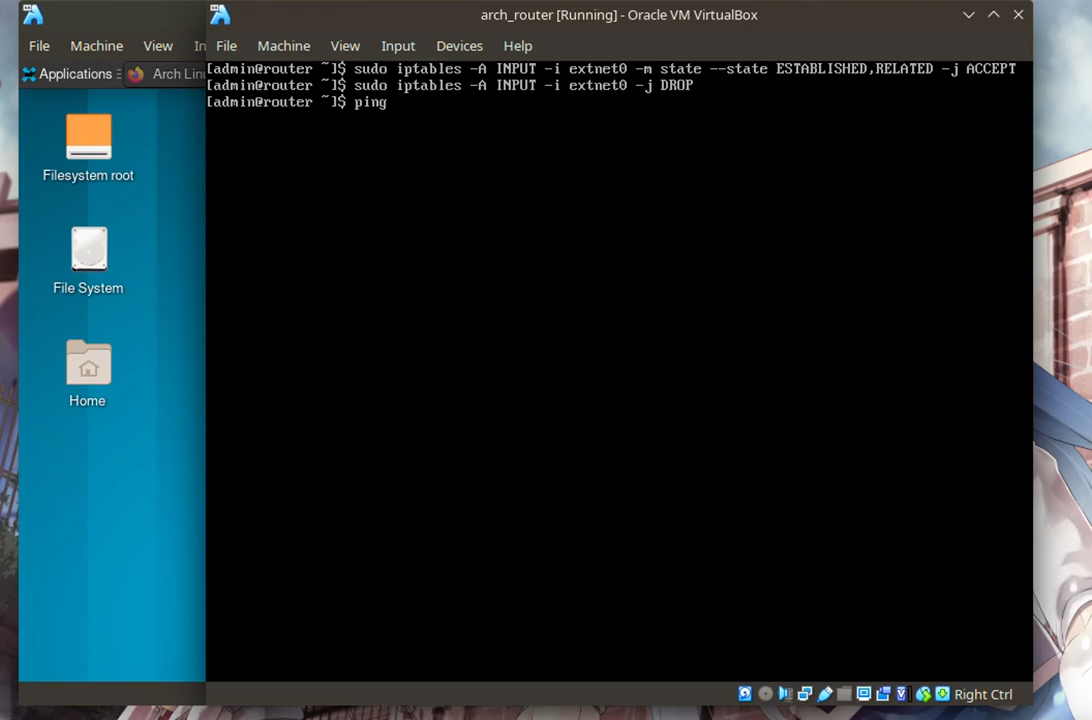 arch_router [Running] - Oracle VM VirtualBox
File Machine View In
File Machine View Input Devices Help
Applications Arch Linu
[admin@router ~]$ sudo iptables -A INPUT -i extnet0 -m state --state ESTABLISHED,RELATED -j ACCEPT
[admin@router ~]$ sudo iptables -A INPUT -i extnet0 -j DROP
[admin@router ~]$ ping
Filesystem root
File System
Home
Right Ctrl